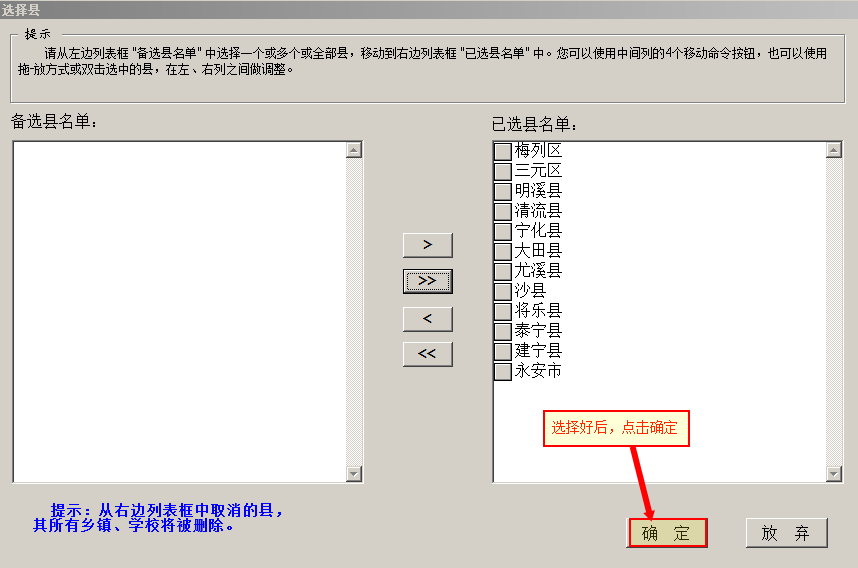 选择县
提示
请从左边列表框 "备选县名单" 中选择一个或多个或全部县，移动到右边列表框 "已选县名单" 中。您可以使用中间列的4个移动命令按钮，也可以使用
拖-放方式或双击选中的县，在左、右列之间做调整。
备选县名单：
已选县名单：
梅列区
三元区
明溪县
清流县
宁化县
大田县
尤溪县
沙县
将乐县
泰宁县
建宁县
永安市
>
>>
<
<<
选择好后，点击确定
提示：从右边列表框中取消的县，
其所有乡镇、学校将被删除。
确 定
放 弃